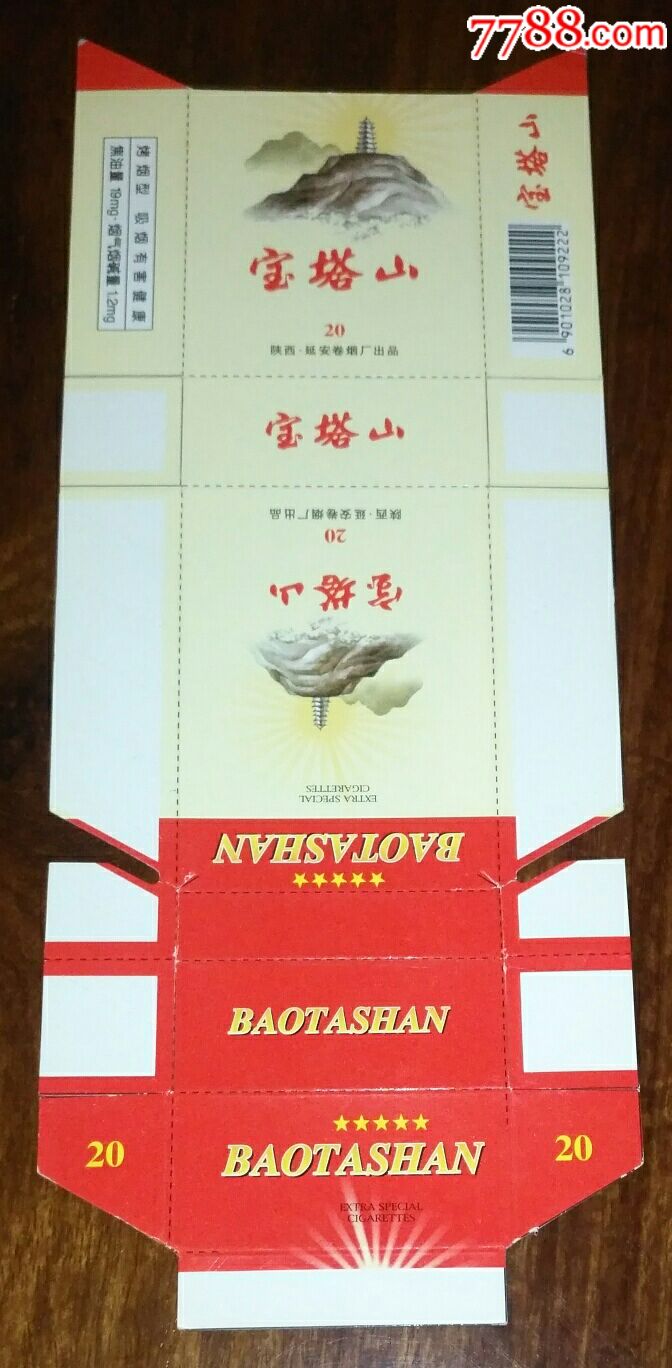 7788.com
烤烟型 吸烟有害健康
焦油量 19mg·烟气烟碱量 1.2mg
宝塔山
20
陕西·延安卷烟厂出品
宝塔山
6 901028 109222
宝塔山
陕西·延安卷烟厂出品
20
宝塔山
EXTRA SPECIAL
CIGARETTES
BAOTASHAN
BAOTASHAN
20
BAOTASHAN
EXTRA SPECIAL
CIGARETTES
20